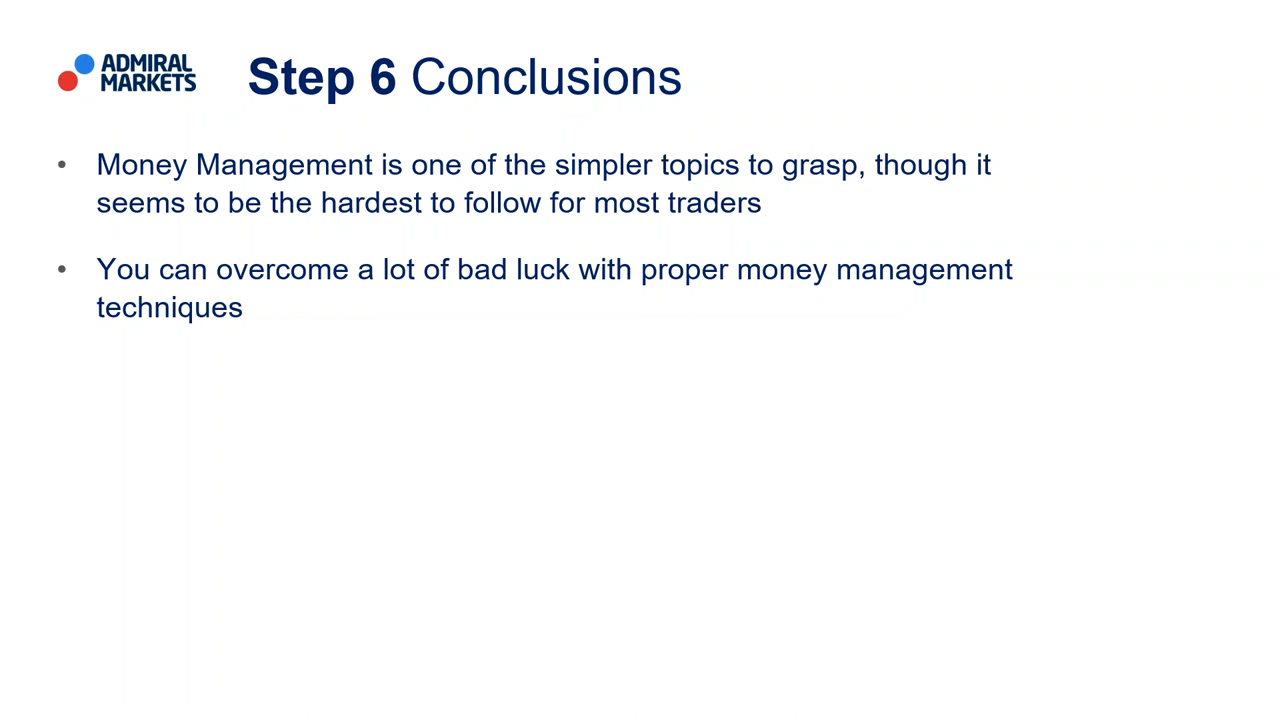 ADMIRAL
MARKETS
Step 6 Conclusions
• Money Management is one of the simpler topics to grasp, though it
seems to be the hardest to follow for most traders
• You can overcome a lot of bad luck with proper money management
techniques